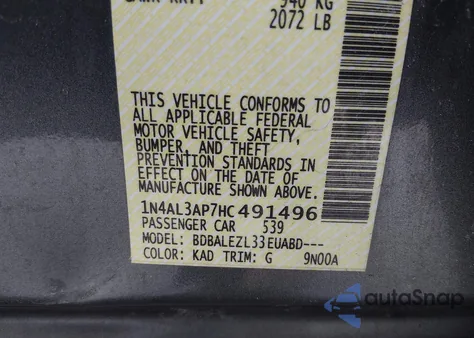 940 KG
2072 LB
THIS VEHICLE CONFORMS TO
ALL APPLICABLE FEDERAL
MOTOR VEHICLE SAFETY,
BUMPER, AND THEFT
PREVENTION STANDARDS IN
EFFECT ON THE DATE OF
MANUFACTURE SHOWN ABOVE.
1N4AL3AP7HC491496
PASSENGER CAR 539
MODEL: BDBALEZL33EUABD---
COLOR: KAD TRIM: G 9N00A
autoSnap